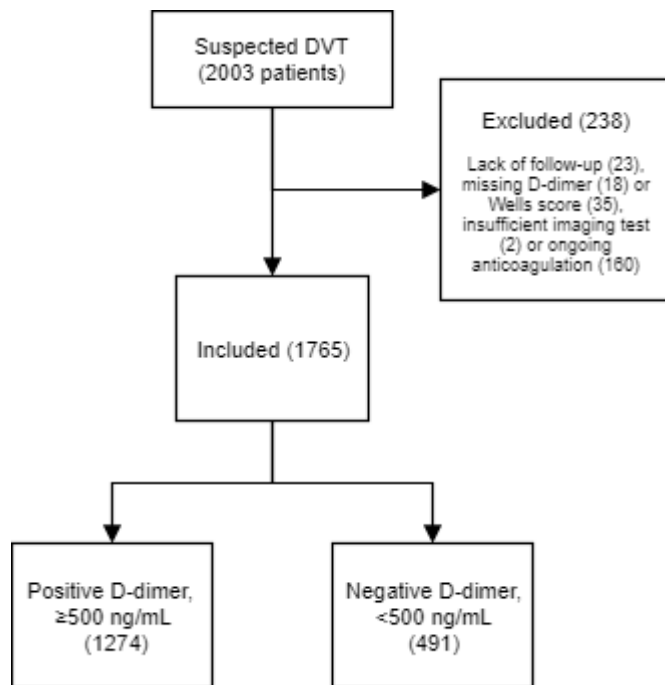 Suspected DVT
(2003 patients)
Excluded (238)
Lack of follow-up (23),
missing D-dimer (18) or
Wells score (35),
insufficient imaging test
(2) or ongoing
anticoagulation (160)
Included (1765)
Positive D-dimer,
≥500 ng/mL
(1274)
Negative D-dimer,
<500 ng/mL
(491)